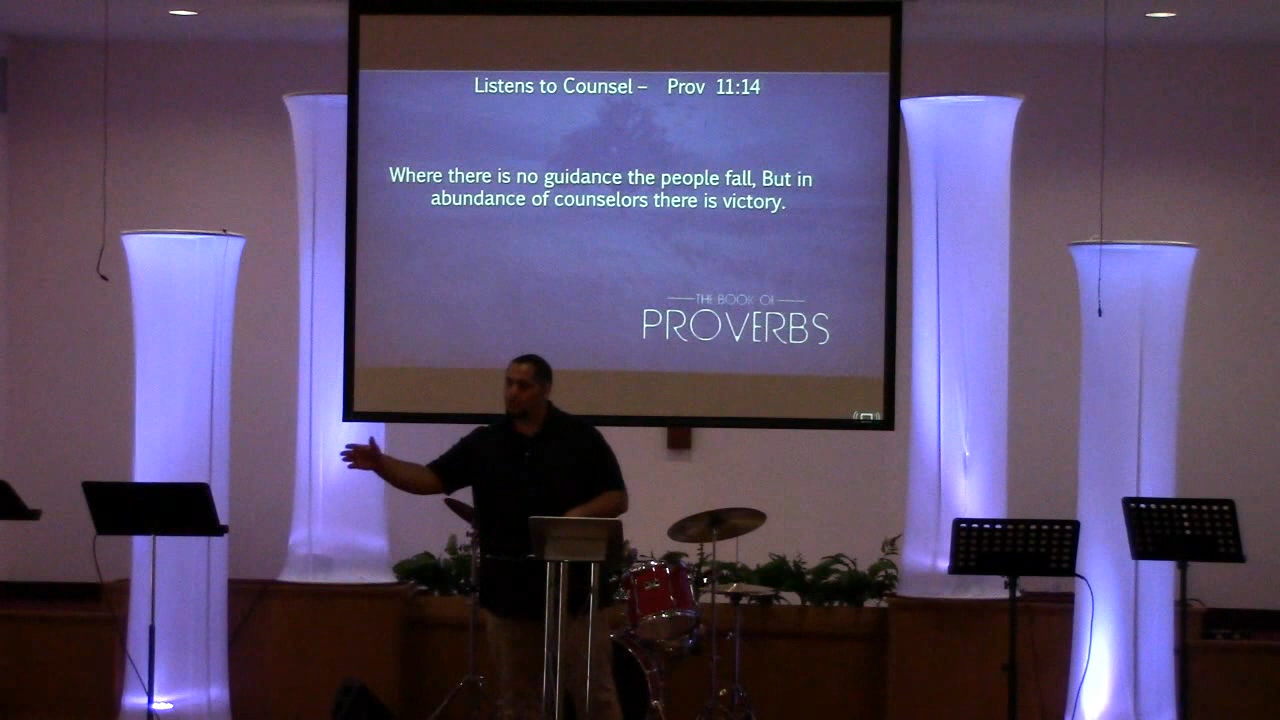 Listens to Counsel – Prov 11:14
Where there is no guidance the people fall, But in
abundance of counselors there is victory.
THE BOOK OF
PROVERBS